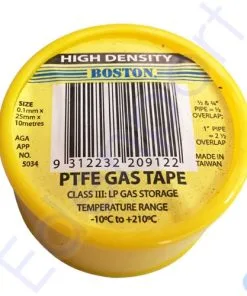 HIGH DENSITY
BOSTON
SIZE
0.1mm x
25mm x
10metres
AGA
APP
NO.
5034
½ & ¾"
PIPE = ½
OVERLAP:
1"
PIPE = 2⅓
OVERLAP.
MADE IN
TAIWAN.
9 312232 209122
PTFE GAS TAPE
CLASS III: LP GAS STORAGE
TEMPERATURE RANGE
-10ºC to +210ºC